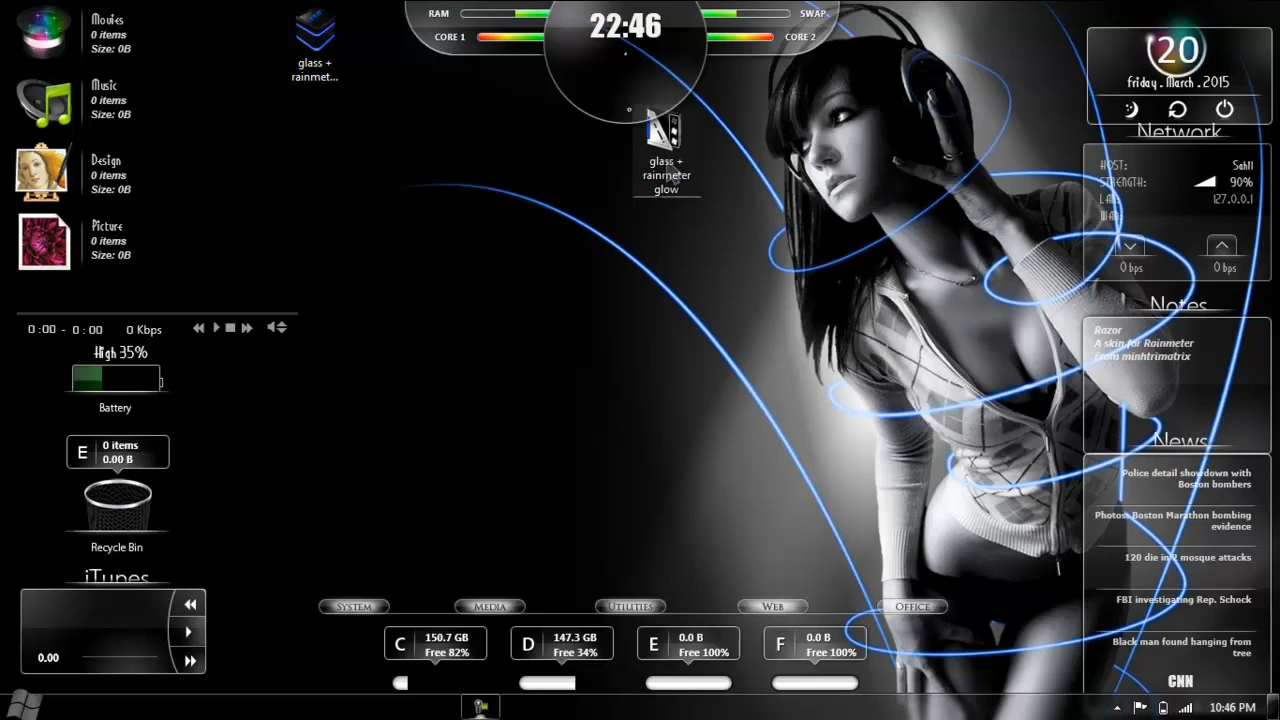 Movies
0 items
Size: 0B
Music
0 items
Size: 0B
Design
0 items
Size: 0B
Picture
0 items
Size: 0B
0:00 - 0:00
0 Kbps
High 35%
Battery
E
0 items
0.00 B
Recycle Bin
iTunes
0.00
glass +
rainmet...
RAM
SWAP
CORE 1
CORE 2
22:46
glass +
rainmeter
glow
20
friday . March . 2015
Network
HOST:
Sah11
STRENGTH:
90%
LAN:
127.0.0.1
WAN:
0 bps
0 bps
Notes
Razor
A skin for Rainmeter
From minhtrimatrix
News
Police detail showdown with
Boston bombers
Photos: Boston Marathon bombing
evidence
120 die in 2 mosque attacks
FBI investigating Rep. Schock
Black man found hanging from
tree
CNN
SYSTEM
MEDIA
UTILITIES
WEB
OFFICE
C
150.7 GB
Free 82%
D
147.3 GB
Free 34%
E
0.0 B
Free 100%
F
0.0 B
Free 100%
10:46 PM